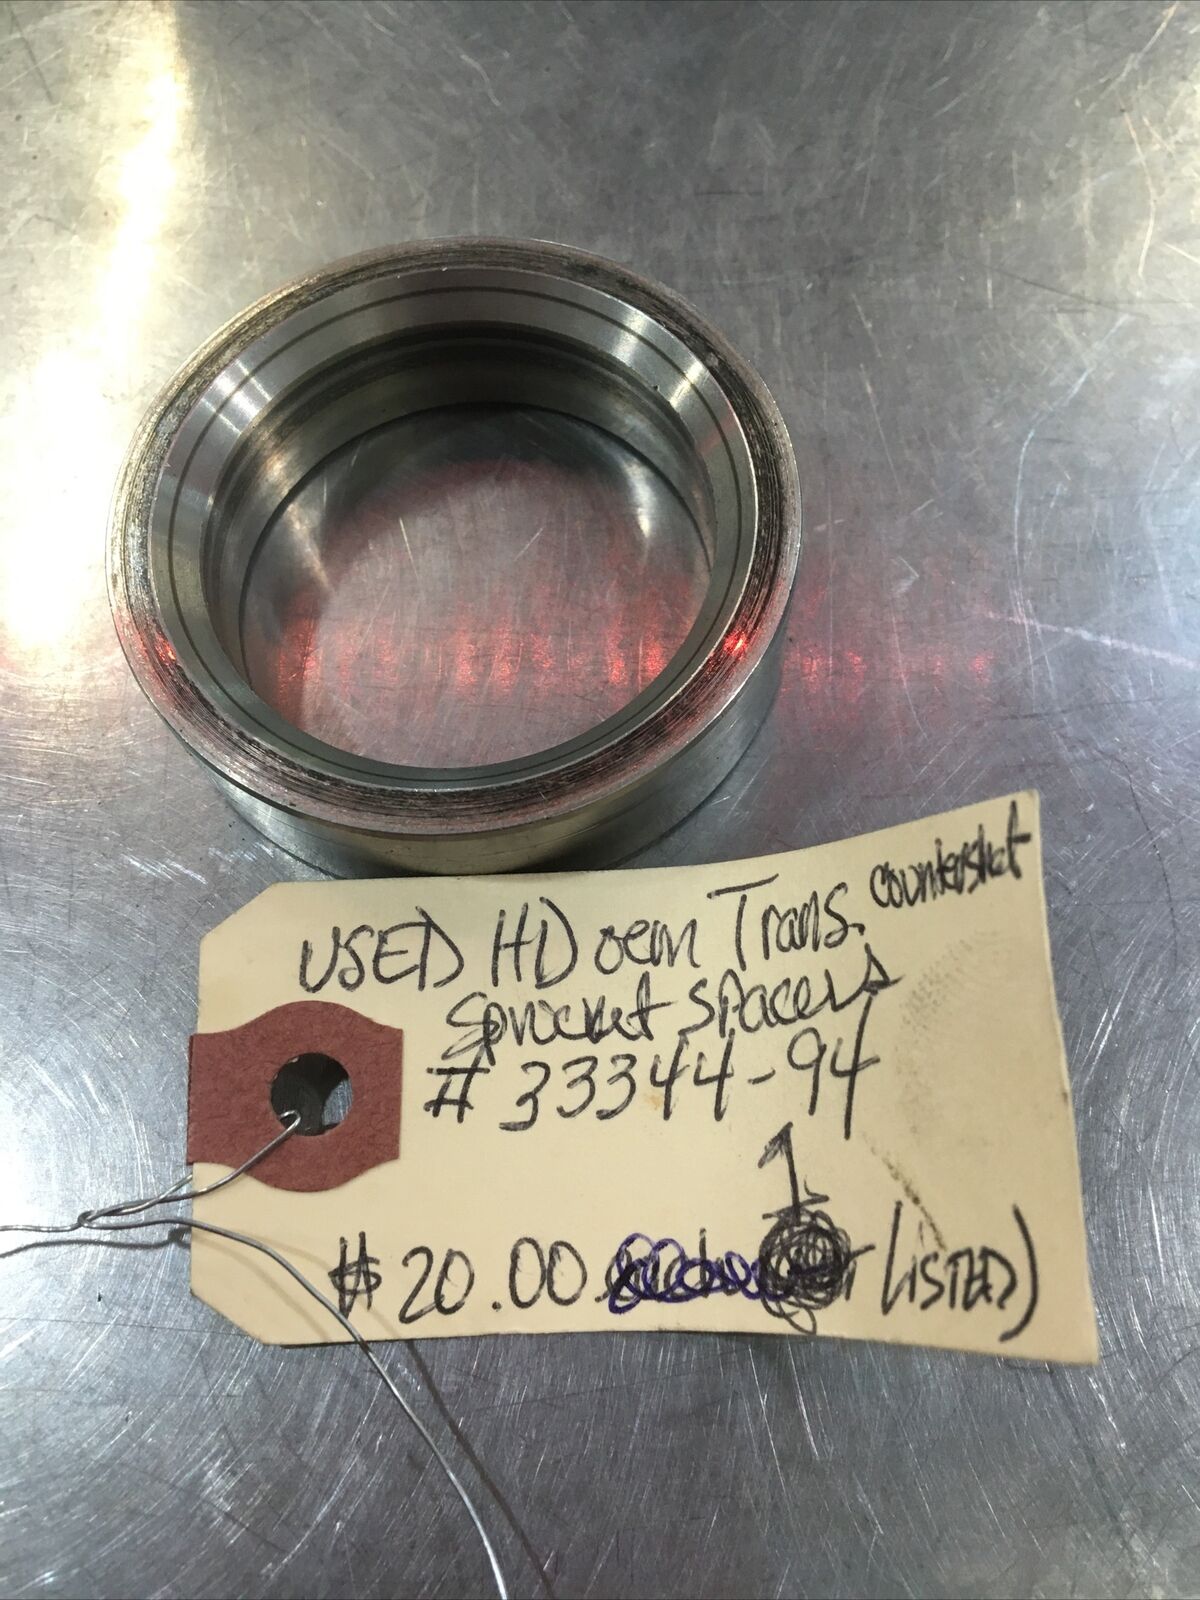 USED HD oem Trans. countershaft
Sprocket Spacers
# 33344-94
1
$20.00 (LISTED)